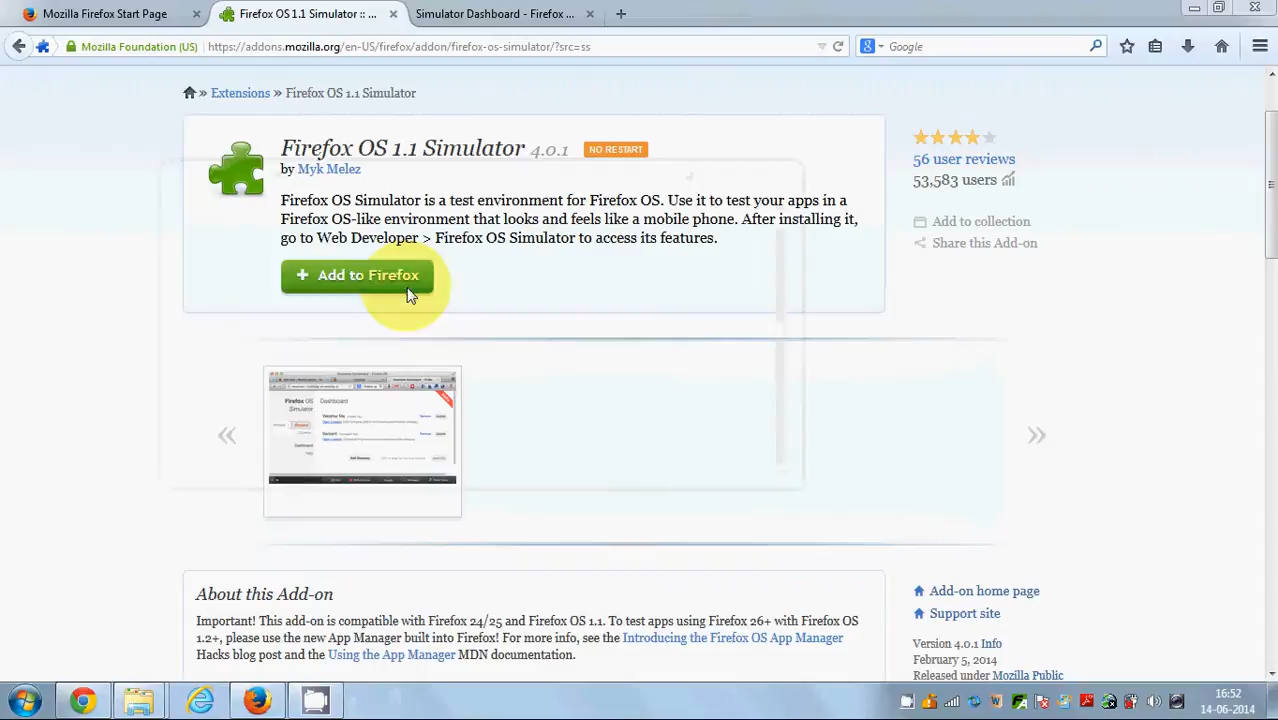 Mozilla Firefox Start Page
Firefox OS 1.1 Simulator :: ...
Simulator Dashboard - Firefox ...
Mozilla Foundation (US)
https://addons.mozilla.org/en-US/firefox/addon/firefox-os-simulator/?src=ss
Google
» Extensions » Firefox OS 1.1 Simulator
Firefox OS 1.1 Simulator 4.0.1 NO RESTART
by Myk Melez
Firefox OS Simulator is a test environment for Firefox OS. Use it to test your apps in a
Firefox OS-like environment that looks and feels like a mobile phone. After installing it,
go to Web Developer > Firefox OS Simulator to access its features.
+ Add to Firefox
56 user reviews
53,583 users
Add to collection
Share this Add-on
«
Firefox OS
Simulator
Dashboard
»
About this Add-on
Important! This add-on is compatible with Firefox 24/25 and Firefox OS 1.1. To test apps using Firefox 26+ with Firefox OS
1.2+, please use the new App Manager built into Firefox! For more info, see the Introducing the Firefox OS App Manager
Hacks blog post and the Using the App Manager MDN documentation.
Add-on home page
Support site
Version 4.0.1 Info
February 5, 2014
Released under Mozilla Public
16:52
14-06-2014